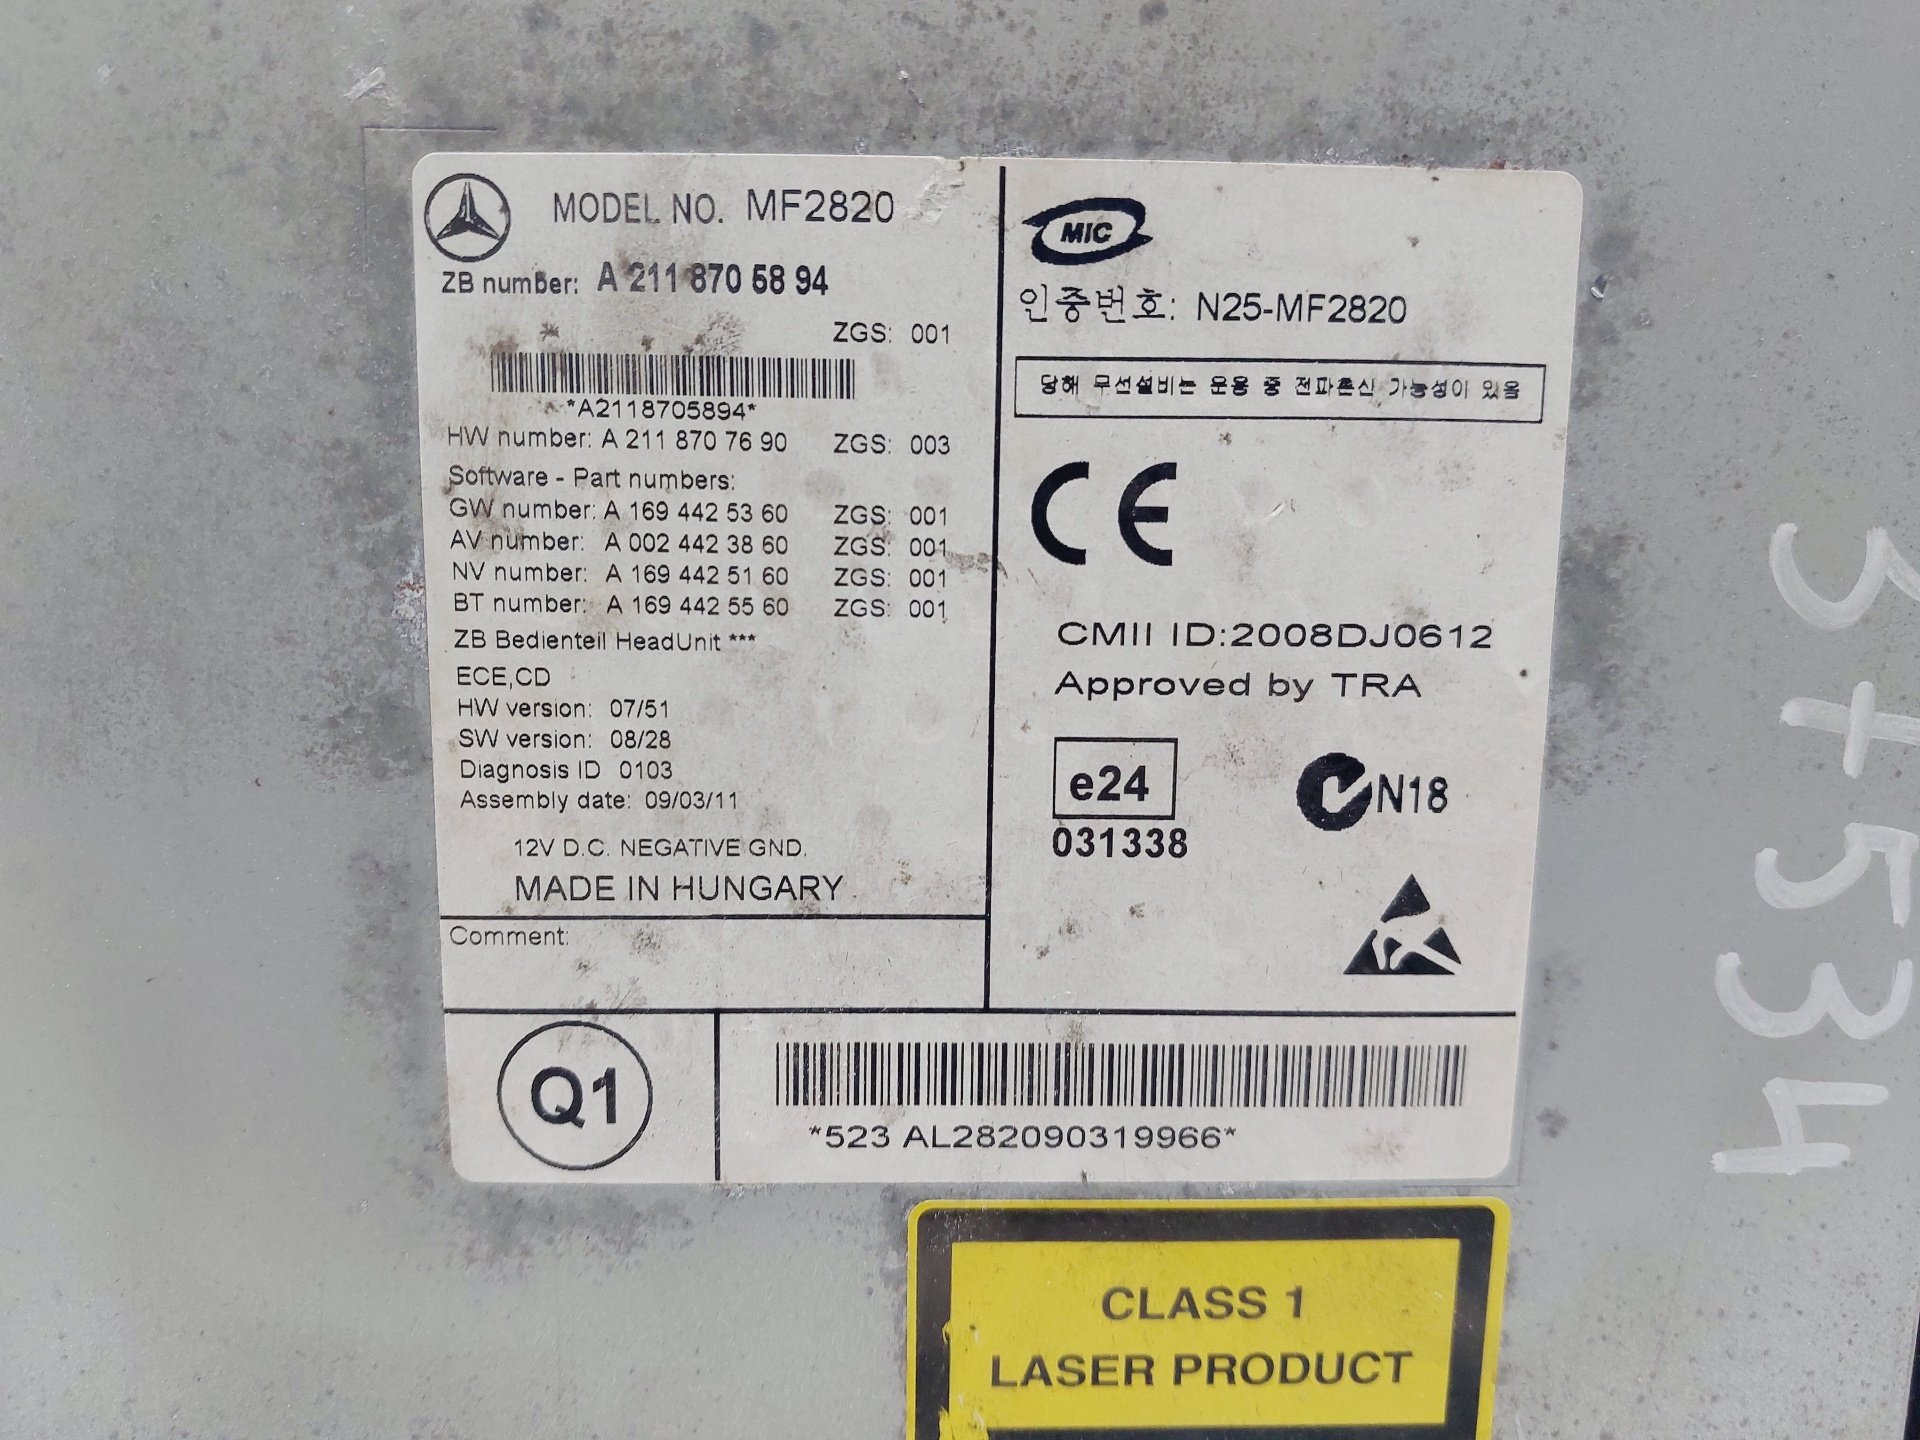 MODEL NO. MF2820
ZB number: A 211 870 58 94
ZGS: 001
*A2118705894*
HW number: A 211 870 76 90 ZGS: 003
Software - Part numbers:
GW number: A 169 442 53 60 ZGS: 001
AV number: A 002 442 38 60 ZGS: 001
NV number: A 169 442 51 60 ZGS: 001
BT number: A 169 442 55 60 ZGS: 001
ZB Bedienteil HeadUnit ***
ECE,CD
HW version: 07/51
SW version: 08/28
Diagnosis ID 0103
Assembly date: 09/03/11
12V D.C. NEGATIVE GND.
MADE IN HUNGARY
Comment:
MIC
인증번호: N25-MF2820
당해 무선설비는 운용 중 전파혼신 가능성이 있음
CE
CMII ID:2008DJ0612
Approved by TRA
e24
031338
N18
Q1
*523 AL282090319966*
CLASS 1
LASER PRODUCT
3+534